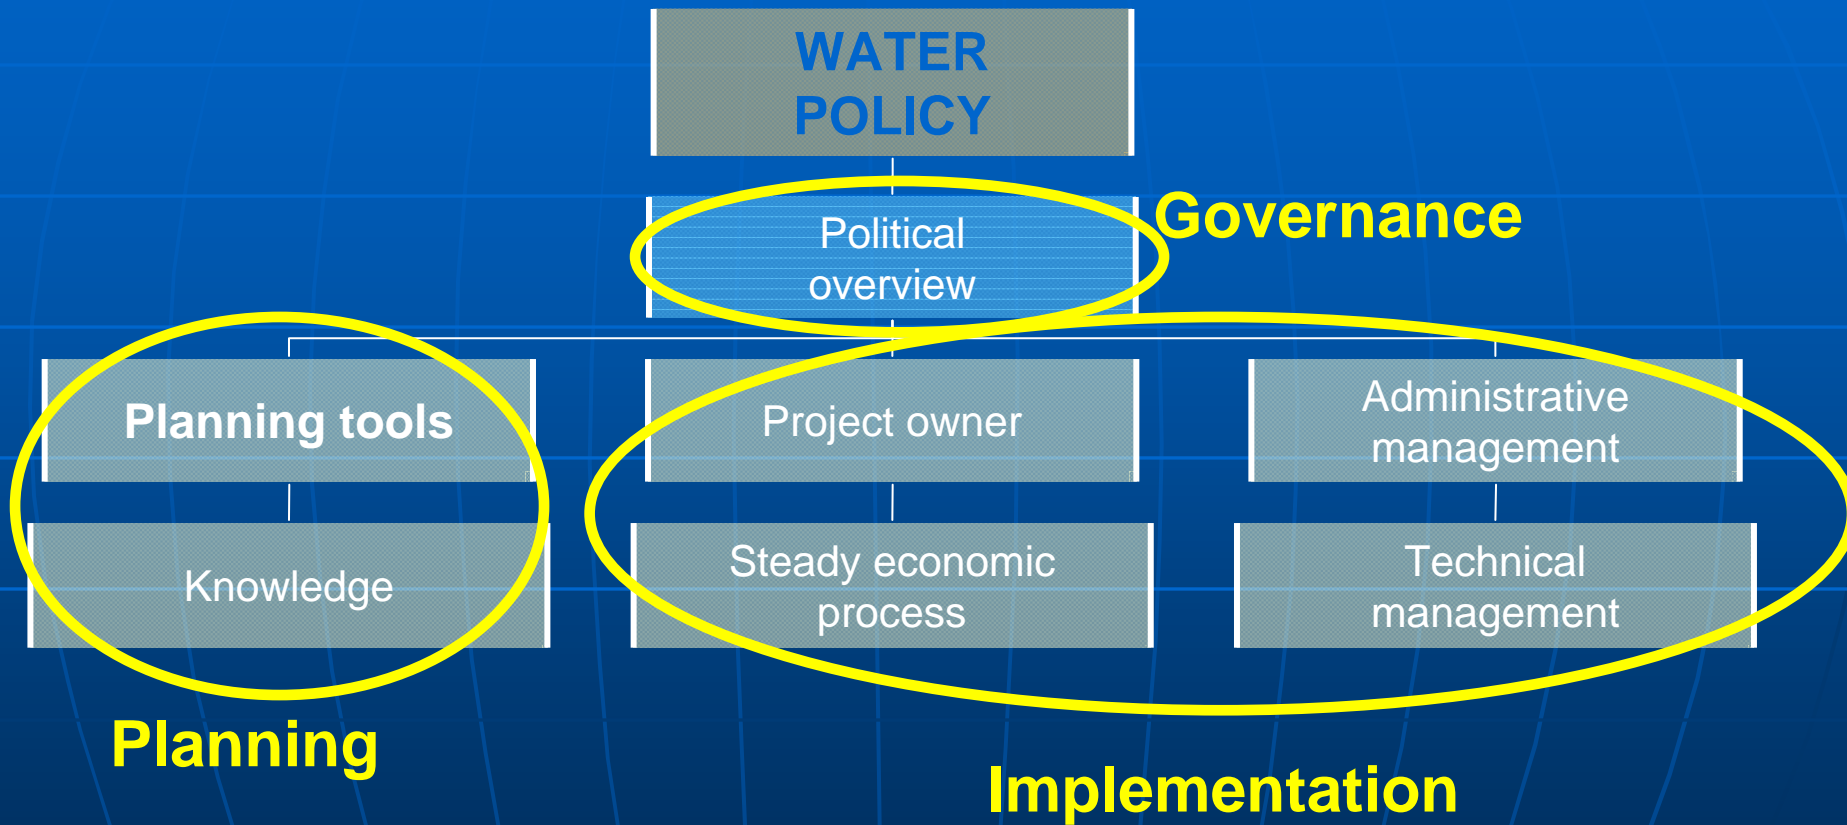 WATER
POLICY
Political
overview
Governance
Planning tools
Project owner
Administrative
management
Knowledge
Steady economic
process
Technical
management
Planning
Implementation